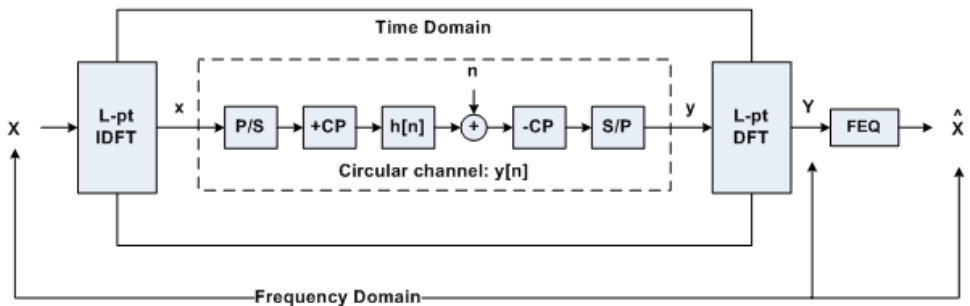 Time Domain
n
L-pt
IDFT
L-pt
DFT
X
x
P/S
+CP
h[n]
+
-CP
S/P
y
Y
FEQ
X̂
Circular channel: y[n]
Frequency Domain